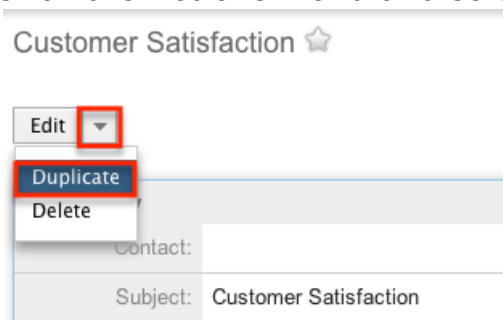 Customer Satisfaction
Edit
Duplicate
Delete
Contact:
Subject: Customer Satisfaction